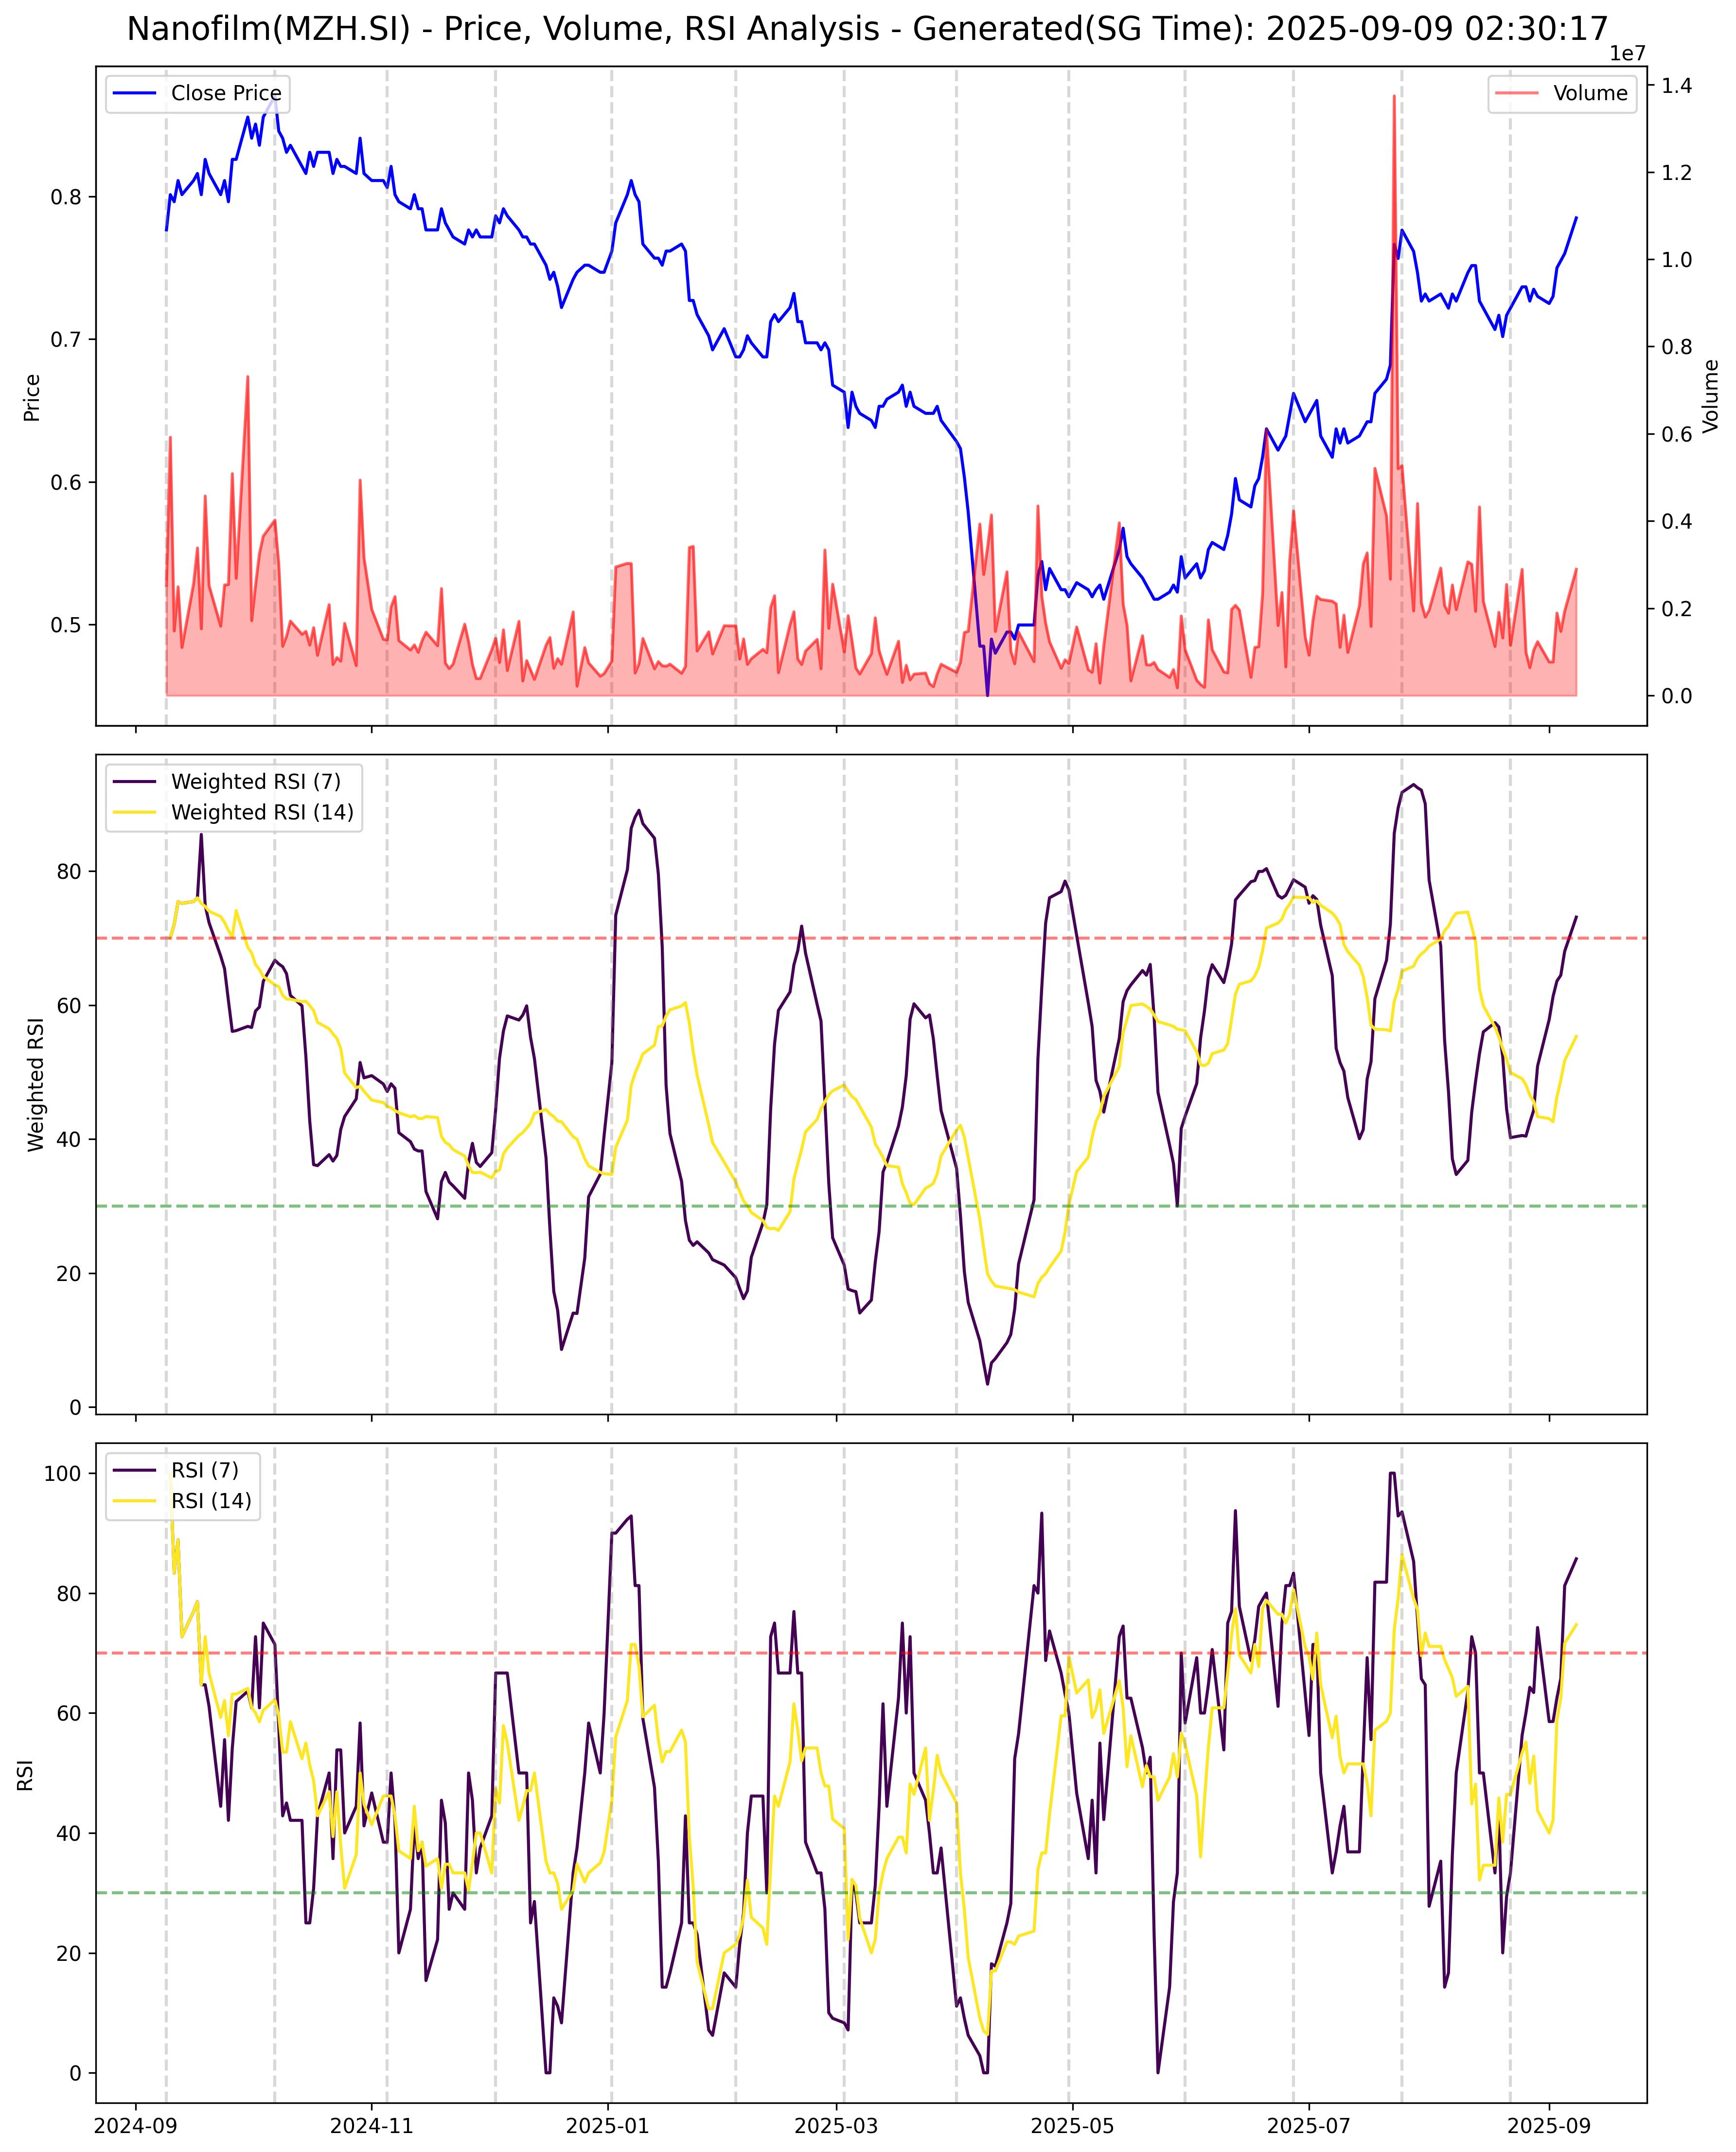 Nanofilm(MZH.SI) - Price, Volume, RSI Analysis - Generated(SG Time): 2025-09-09 02:30:17
1e7
Close Price
Volume
1.4
1.2
1.0
0.8
0.6
0.4
0.2
0.0
0.8
0.7
0.6
0.5
Price
Volume
Weighted RSI (7)
Weighted RSI (14)
80
60
40
20
0
Weighted RSI
RSI (7)
RSI (14)
100
80
60
40
20
0
RSI
2024-09
2024-11
2025-01
2025-03
2025-05
2025-07
2025-09